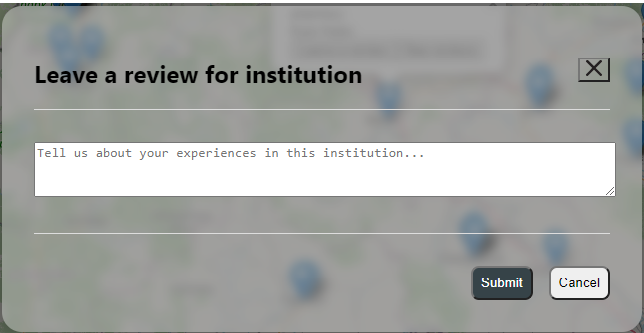 Leave a review for institution
Tell us about your experiences in this institution...
Submit
Cancel